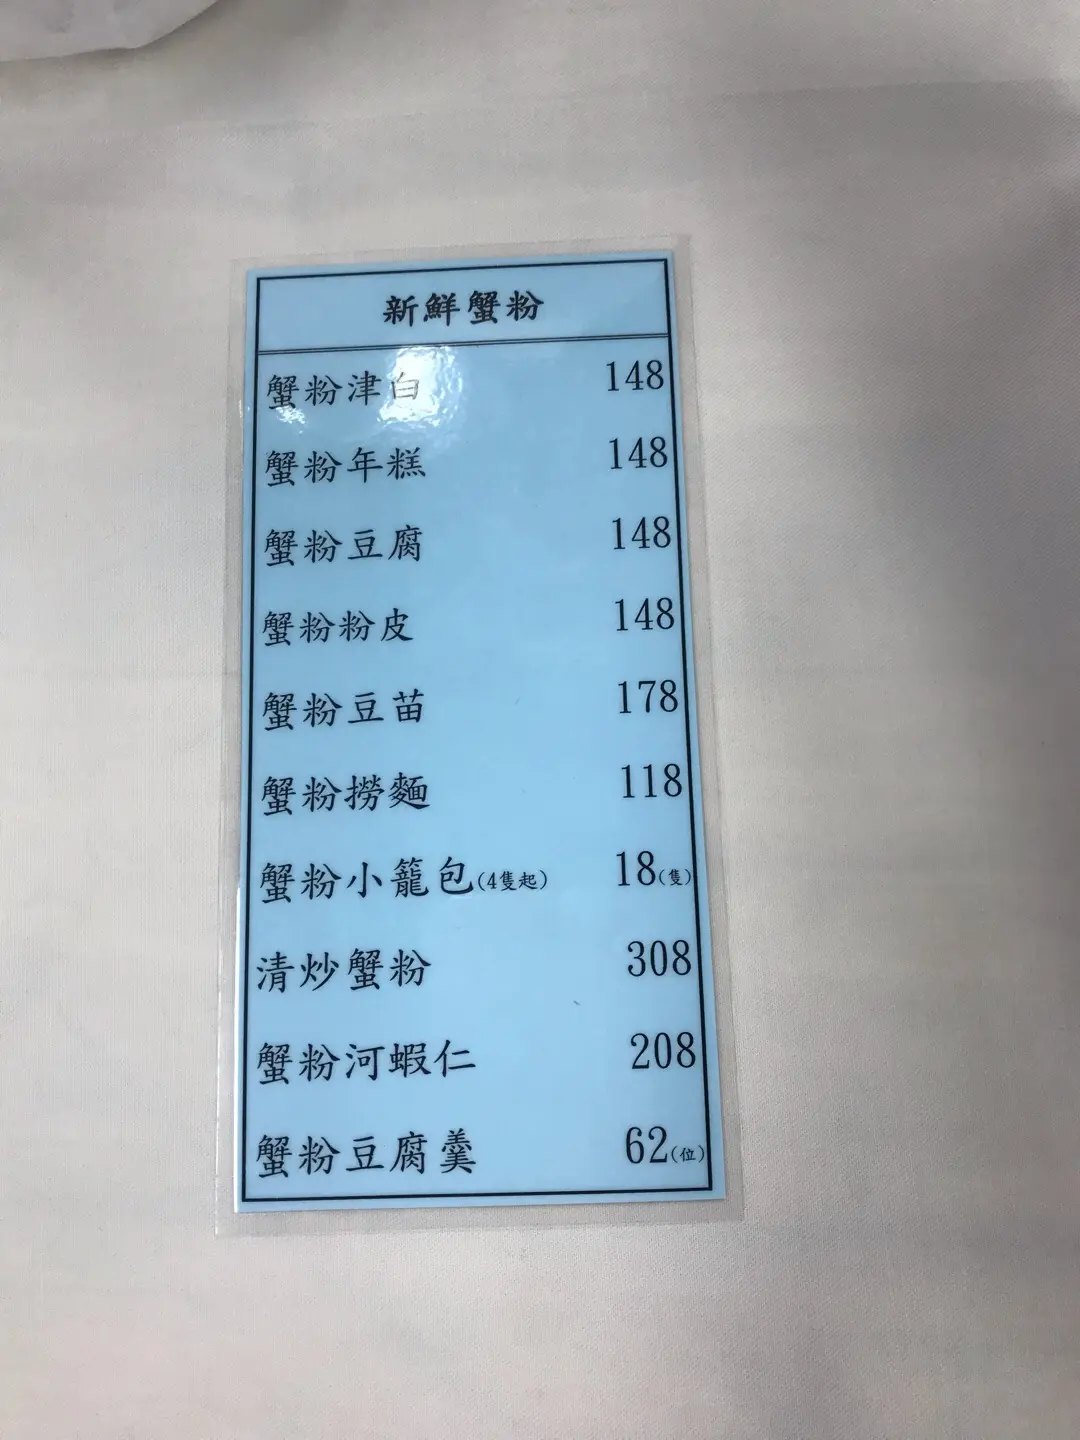 新鮮蟹粉
蟹粉津白 148
蟹粉年糕 148
蟹粉豆腐 148
蟹粉粉皮 148
蟹粉豆苗 178
蟹粉撈麵 118
蟹粉小籠包(4隻起) 18(隻)
清炒蟹粉 308
蟹粉河蝦仁 208
蟹粉豆腐羹 62(位)